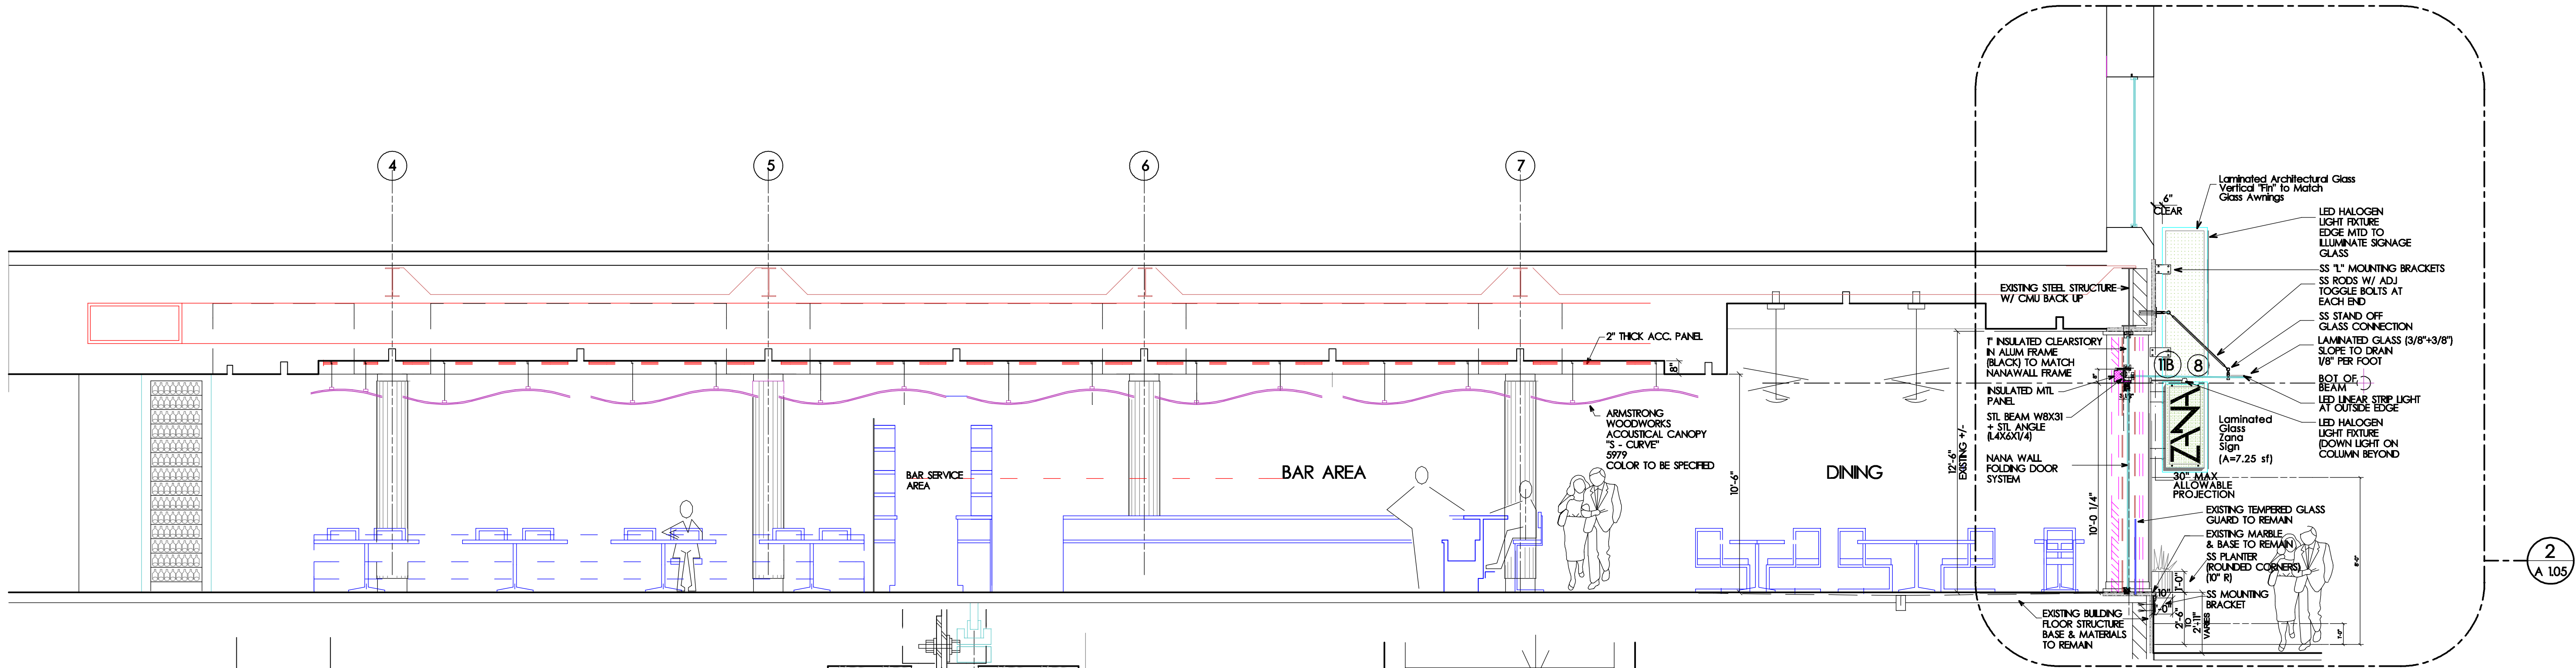 4
5
6
7
2" THICK ACC. PANEL
8"
ARMSTRONG
WOODWORKS
ACOUSTICAL CANOPY
"S - CURVE"
5979
COLOR TO BE SPECIFIED
BAR SERVICE
AREA
BAR AREA
DINING
10'-6"
12'-6"
EXISTING +/-
10'-0 1/4"
EXISTING STEEL STRUCTURE
W/ CMU BACK UP
1" INSULATED CLEARSTORY
IN ALUM FRAME
(BLACK) TO MATCH
NANAWALL FRAME
INSULATED MTL
PANEL
STL BEAM W8X31
+ STL ANGLE
(L4X6X1/4)
NANA WALL
FOLDING DOOR
SYSTEM
EXISTING BUILDING
FLOOR STRUCTURE
BASE & MATERIALS
TO REMAIN
6"
CLEAR
Laminated Architectural Glass
Vertical "Fin" to Match
Glass Awnings
LED HALOGEN
LIGHT FIXTURE
EDGE MTD TO
ILLUMINATE SIGNAGE
GLASS
SS "L" MOUNTING BRACKETS
SS RODS W/ ADJ
TOGGLE BOLTS AT
EACH END
SS STAND OFF
GLASS CONNECTION
LAMINATED GLASS (3/8"+3/8")
SLOPE TO DRAIN
1/8" PER FOOT
BOT OF
BEAM
LED LINEAR STRIP LIGHT
AT OUTSIDE EDGE
LED HALOGEN
LIGHT FIXTURE
(DOWN LIGHT ON
COLUMN BEYOND
11B
8
ZANA
Laminated
Glass
Zana
Sign
(A=7.25 sf)
30" MAX
ALLOWABLE
PROJECTION
EXISTING TEMPERED GLASS
GUARD TO REMAIN
EXISTING MARBLE
& BASE TO REMAIN
SS PLANTER
(ROUNDED CORNERS)
(10" R)
SS MOUNTING
BRACKET
1'-0"
10"
2'-6"
TO
2'-11"
VARIES
2
A 1.05